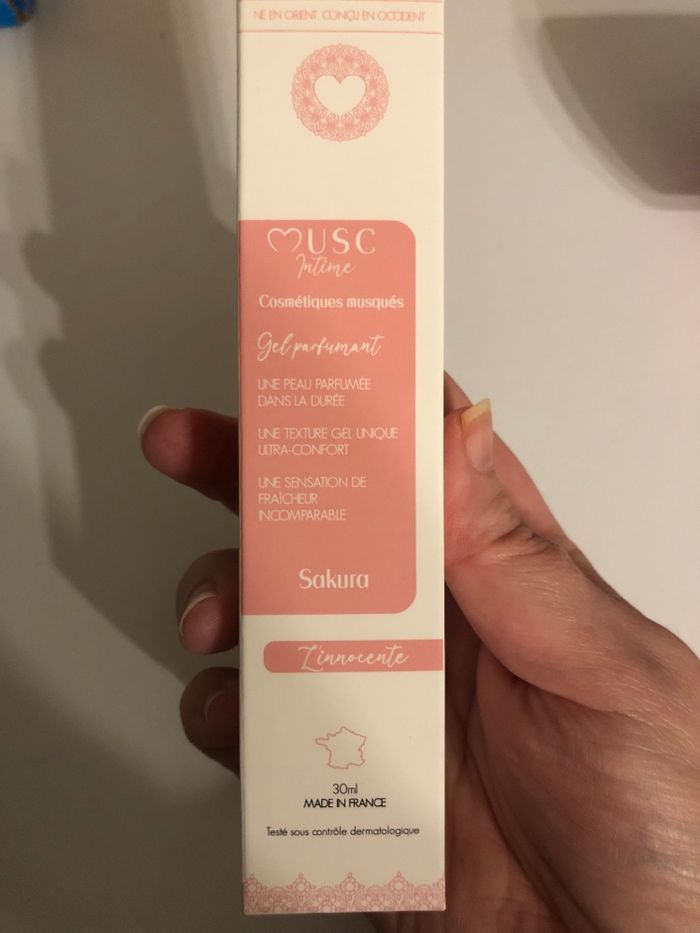 NÉ EN ORIENT, CONÇU EN OCCIDENT
MUSC
Intime
Cosmétiques musqués
Gel parfumant
UNE PEAU PARFUMÉE
DANS LA DURÉE
UNE TEXTURE GEL UNIQUE
ULTRA-CONFORT
UNE SENSATION DE
FRAÎCHEUR
INCOMPARABLE
Sakura
L'innocente
30ml
MADE IN FRANCE
Testé sous contrôle dermatologique